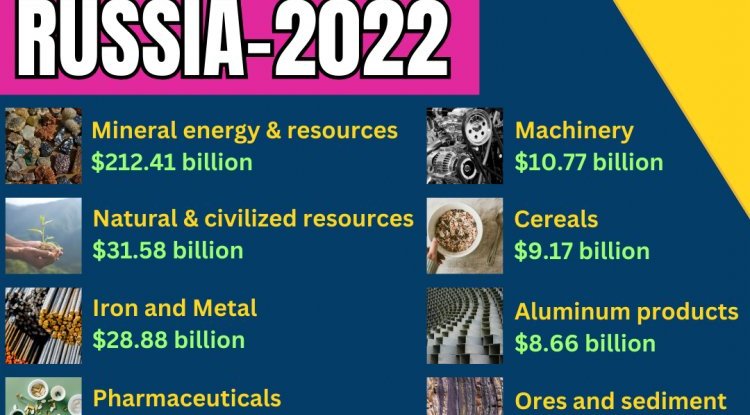 RUSSIA-2022
Mineral energy & resources
$212.41 billion
Natural & civilized resources
$31.58 billion
Iron and Metal
$28.88 billion
Pharmaceuticals
Machinery
$10.77 billion
Cereals
$9.17 billion
Aluminum products
$8.66 billion
Ores and sediment